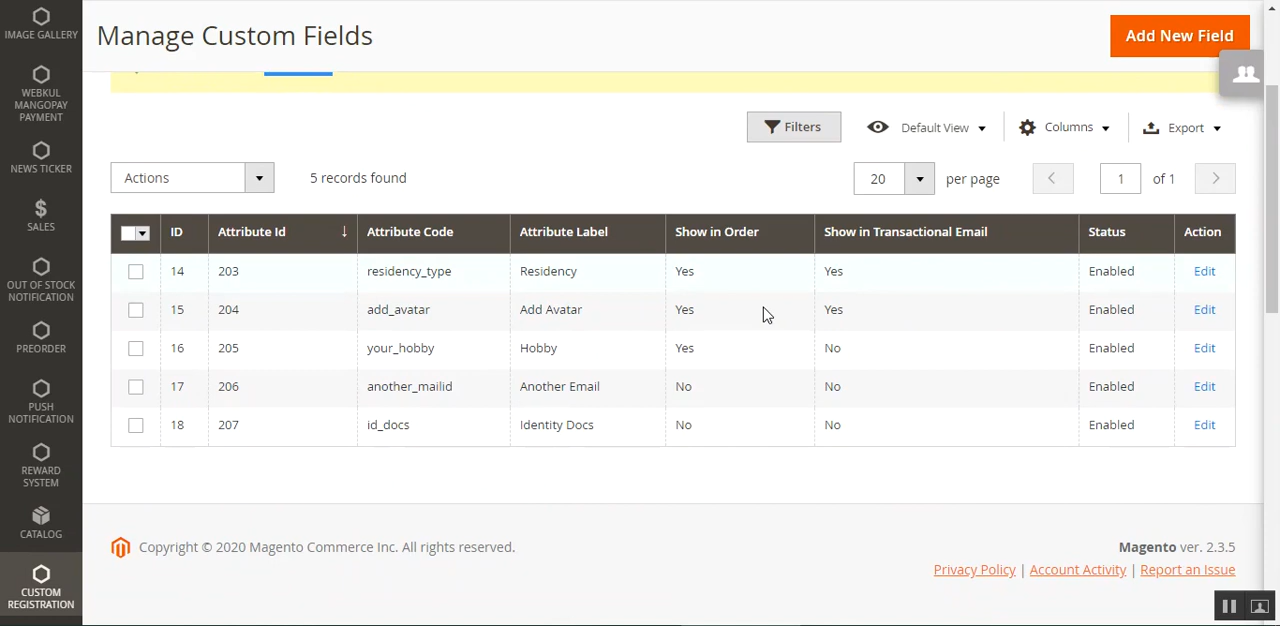 IMAGE GALLERY
WEBKUL
MANGOPAY
PAYMENT
NEWS TICKER
$
SALES
OUT OF STOCK
NOTIFICATION
PREORDER
PUSH
NOTIFICATION
REWARD
SYSTEM
CATALOG
CUSTOM
REGISTRATION
Manage Custom Fields
Add New Field
Filters
Default View
Columns
Export
Actions
5 records found
20
per page
1
of 1
ID Attribute Id ↓ Attribute Code Attribute Label Show in Order Show in Transactional Email Status Action
14 203 residency_type Residency Yes Yes Enabled Edit
15 204 add_avatar Add Avatar Yes Yes Enabled Edit
16 205 your_hobby Hobby Yes No Enabled Edit
17 206 another_mailid Another Email No No Enabled Edit
18 207 id_docs Identity Docs No No Enabled Edit
Copyright © 2020 Magento Commerce Inc. All rights reserved.
Magento ver. 2.3.5
Privacy Policy | Account Activity | Report an Issue